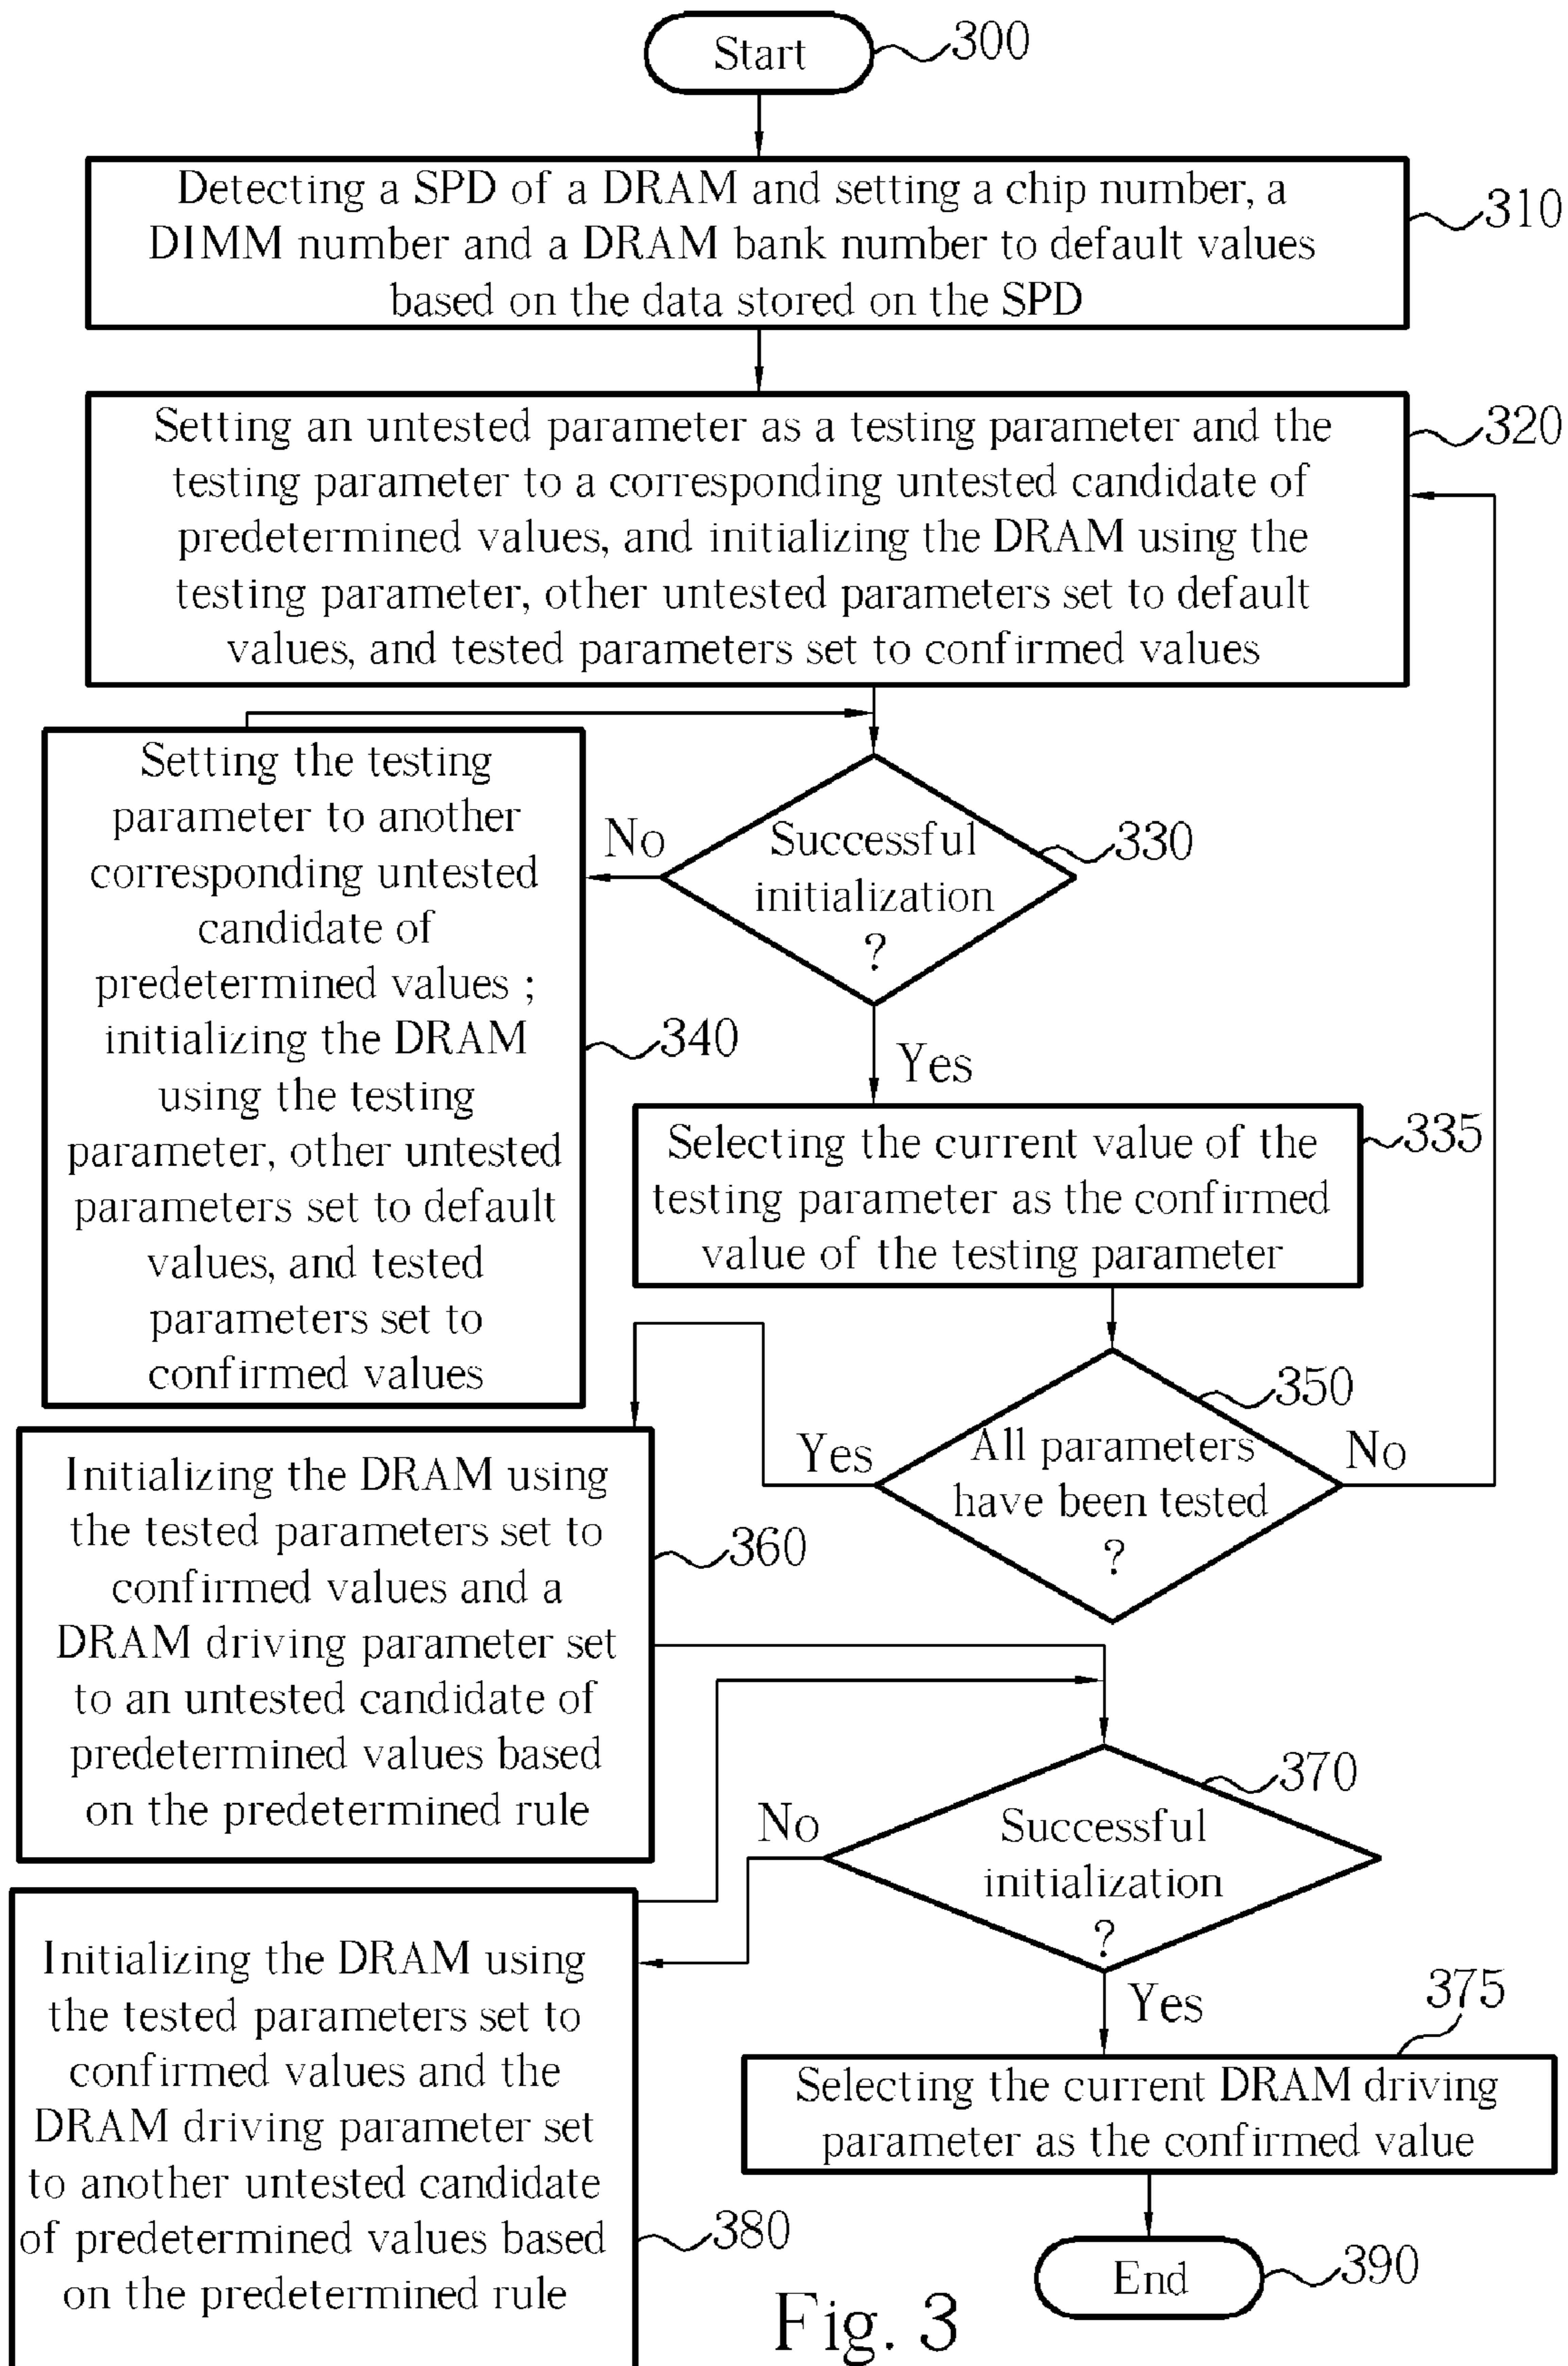 Start
300
Detecting a SPD of a DRAM and setting a chip number, a
DIMM number and a DRAM bank number to default values
based on the data stored on the SPD
310
Setting an untested parameter as a testing parameter and the
testing parameter to a corresponding untested candidate of
predetermined values, and initializing the DRAM using the
testing parameter, other untested parameters set to default
values, and tested parameters set to confirmed values
320
Setting the testing
parameter to another
corresponding untested
candidate of
predetermined values ;
initializing the DRAM
using the testing
parameter, other untested
parameters set to default
values, and tested
parameters set to
confirmed values
340
No
Successful
initialization
?
330
Yes
Selecting the current value of the
testing parameter as the confirmed
value of the testing parameter
335
Yes
All parameters
have been tested
?
350
No
Initializing the DRAM using
the tested parameters set to
confirmed values and a
DRAM driving parameter set
to an untested candidate of
predetermined values based
on the predetermined rule
360
No
Successful
initialization
?
370
Yes
Initializing the DRAM using
the tested parameters set to
confirmed values and the
DRAM driving parameter set
to another untested candidate
of predetermined values based
on the predetermined rule
380
375
Selecting the current DRAM driving
parameter as the confirmed value
End
390
Fig. 3